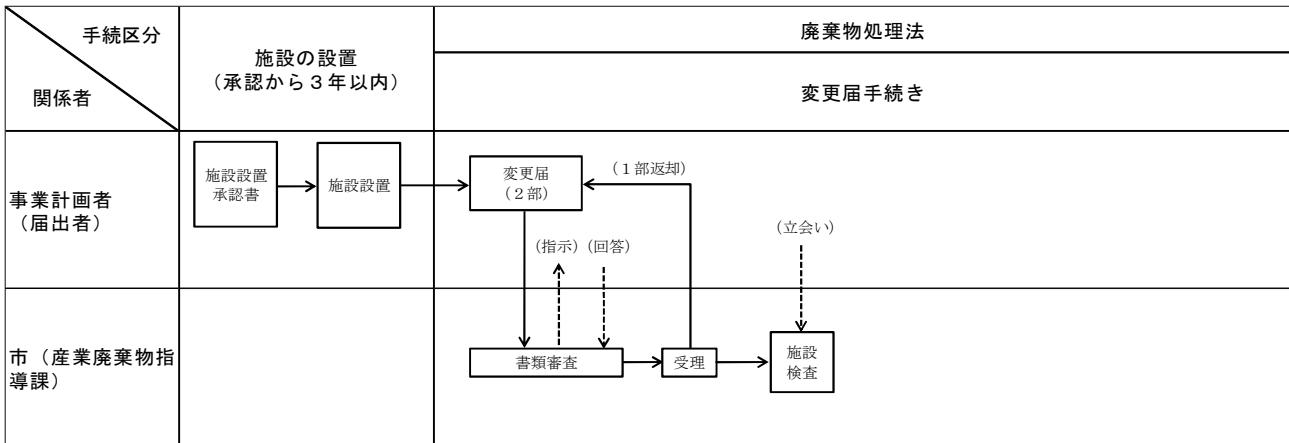 手続区分
関係者
施設の設置
（承認から３年以内）
廃棄物処理法
変更届手続き
事業計画者
（届出者）
施設設置
承認書
施設設置
変更届
（２部）
（１部返却）
（指示）（回答）
（立会い）
市（産業廃棄物指
導課）
書類審査
受理
施設
検査